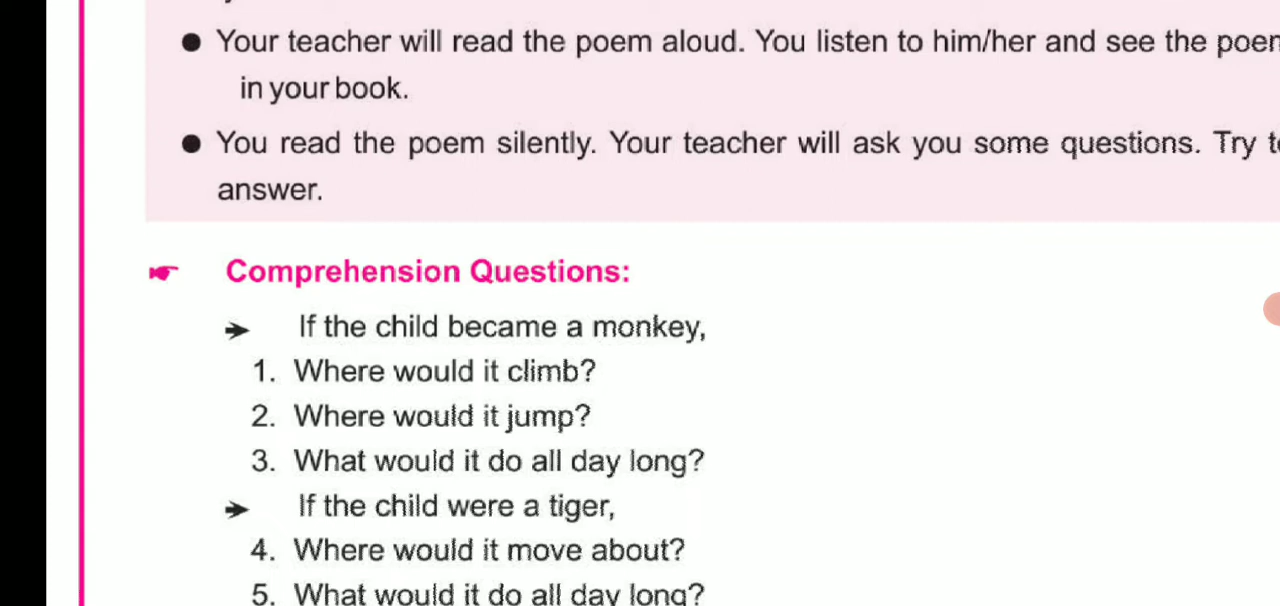 ● Your teacher will read the poem aloud. You listen to him/her and see the
in your book.
● You read the poem silently. Your teacher will ask you some questions. Try
answer.
Comprehension Questions:
If the child became a monkey,
1. Where would it climb?
2. Where would it jump?
3. What would it do all day long?
If the child were a tiger,
4. Where would it move about?
5. What would it do all day long?